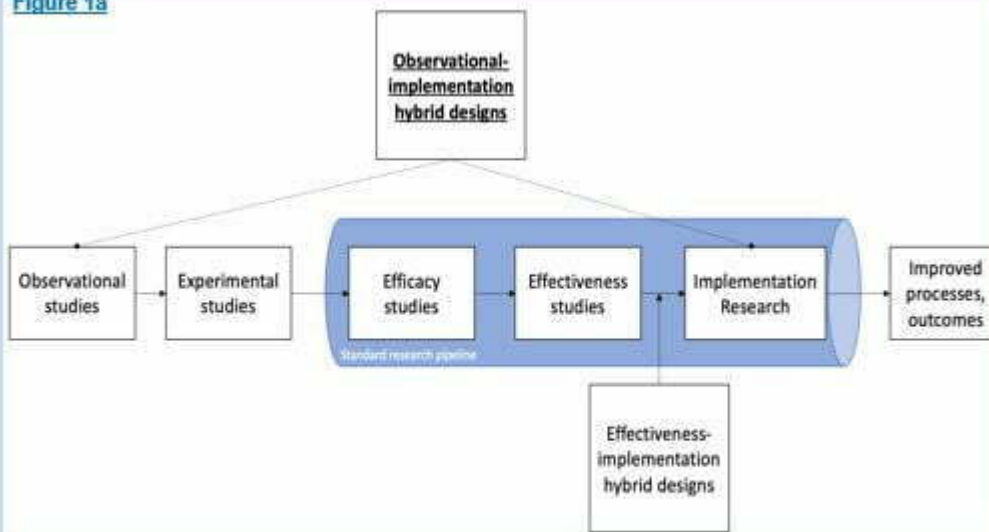 Figure 1a
Observational-
implementation
hybrid designs
Observational
studies
Experimental
studies
Efficacy
studies
Effectiveness
studies
Implementation
Research
Improved
processes,
outcomes
Standard research pipeline
Effectiveness-
implementation
hybrid designs